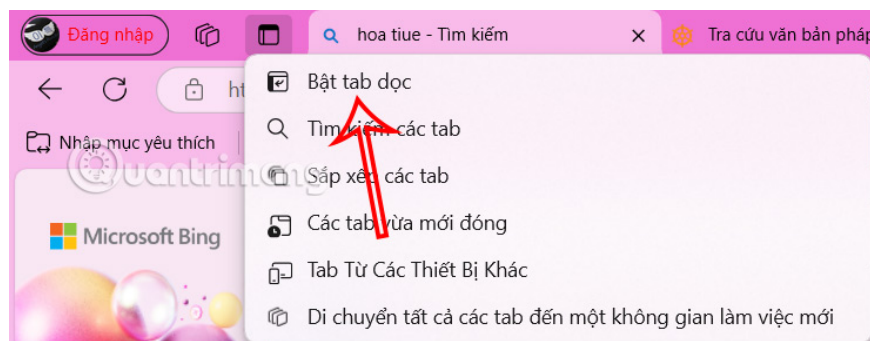 Đăng nhập
hoa tiue - Tìm kiếm
Tra cứu văn bản pháp
Bật tab dọc
Tìm kiếm các tab
Nhập mục yêu thích
Quantrimang
Sắp xếp các tab
Các tab vừa mới đóng
Microsoft Bing
Tab Từ Các Thiết Bị Khác
Di chuyển tất cả các tab đến một không gian làm việc mới